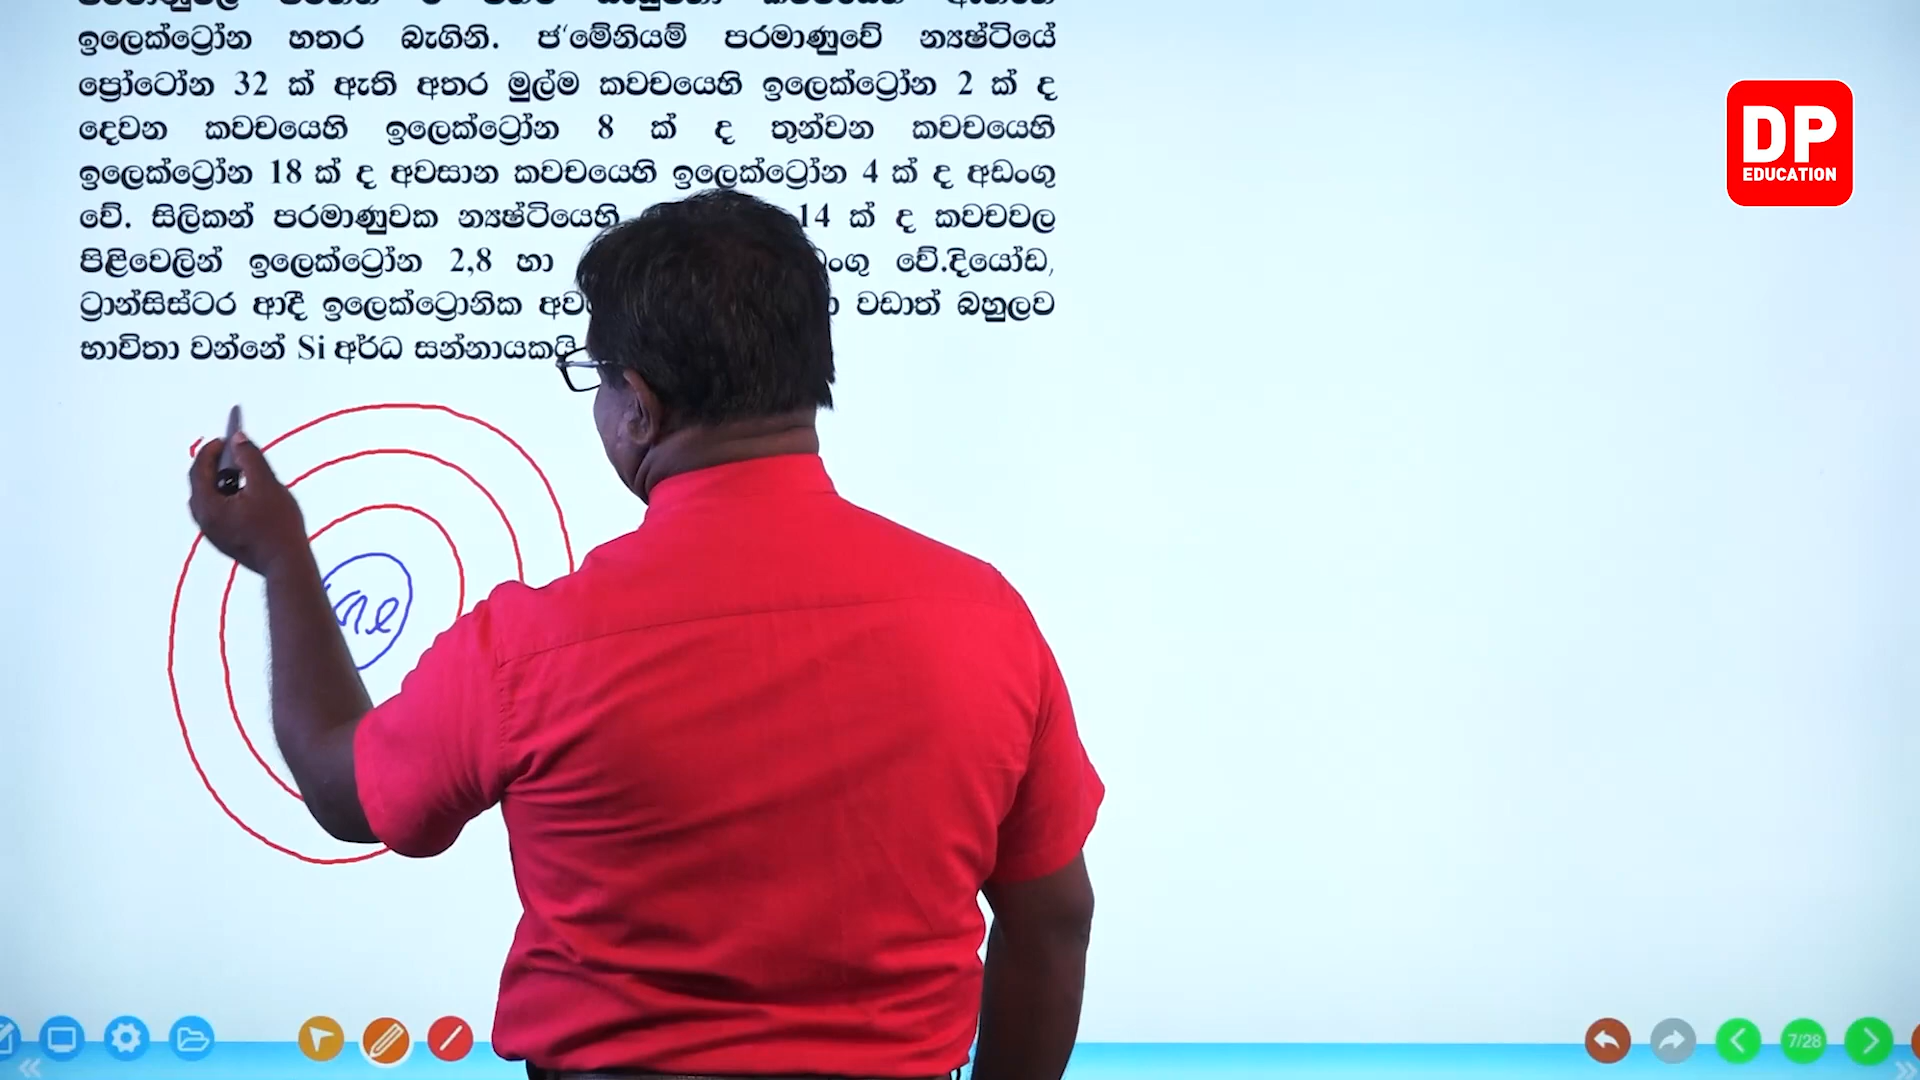 ඉලෙක්ට්‍රෝන හතර බැගිනි. ජ'මේනියම් පරමාණුවේ න්‍යෂ්ටියේ
ප්‍රෝටෝන 32 ක් ඇති අතර මුල්ම කවචයෙහි ඉලෙක්ට්‍රෝන 2 ක් ද
දෙවන කවචයෙහි ඉලෙක්ට්‍රෝන 8 ක් ද තුන්වන කවචයෙහි
ඉලෙක්ට්‍රෝන 18 ක් ද අවසාන කවචයෙහි ඉලෙක්ට්‍රෝන 4 ක් ද අඩංගු
වේ. සිලිකන් පරමාණුවක න්‍යෂ්ටියෙහි 14 ක් ද කවචවල
පිළිවෙලින් ඉලෙක්ට්‍රෝන 2,8 හා වේ.දියෝඩ,
ට්‍රාන්සිස්ටර ආදී ඉලෙක්ට්‍රොනික වඩාත් බහුලව
භාවිතා වන්නේ Si අර්ධ සන්නායකයි
DP
EDUCATION
7/28